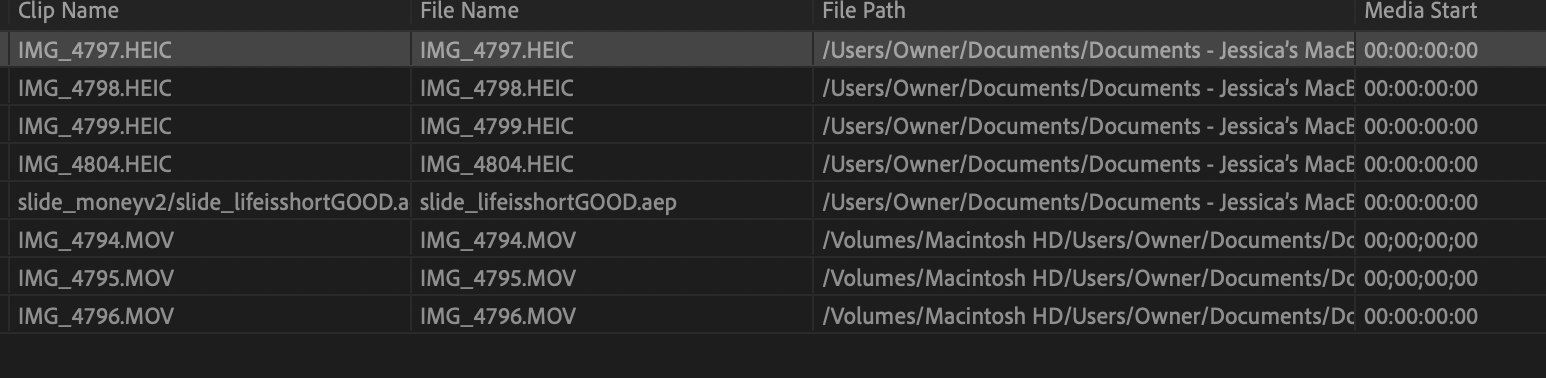 Clip Name File Name File Path Media Start
IMG_4797.HEIC IMG_4797.HEIC /Users/Owner/Documents/Documents - Jessica’s MacB 00:00:00:00
IMG_4798.HEIC IMG_4798.HEIC /Users/Owner/Documents/Documents - Jessica’s MacB 00:00:00:00
IMG_4799.HEIC IMG_4799.HEIC /Users/Owner/Documents/Documents - Jessica’s MacB 00:00:00:00
IMG_4804.HEIC IMG_4804.HEIC /Users/Owner/Documents/Documents - Jessica’s MacB 00:00:00:00
slide_moneyv2/slide_lifeisshortGOOD.a slide_lifeisshortGOOD.aep /Users/Owner/Documents/Documents - Jessica’s MacB 00:00:00:00
IMG_4794.MOV IMG_4794.MOV /Volumes/Macintosh HD/Users/Owner/Documents/Do 00;00;00;00
IMG_4795.MOV IMG_4795.MOV /Volumes/Macintosh HD/Users/Owner/Documents/Do 00;00;00;00
IMG_4796.MOV IMG_4796.MOV /Volumes/Macintosh HD/Users/Owner/Documents/Do 00:00:00:00